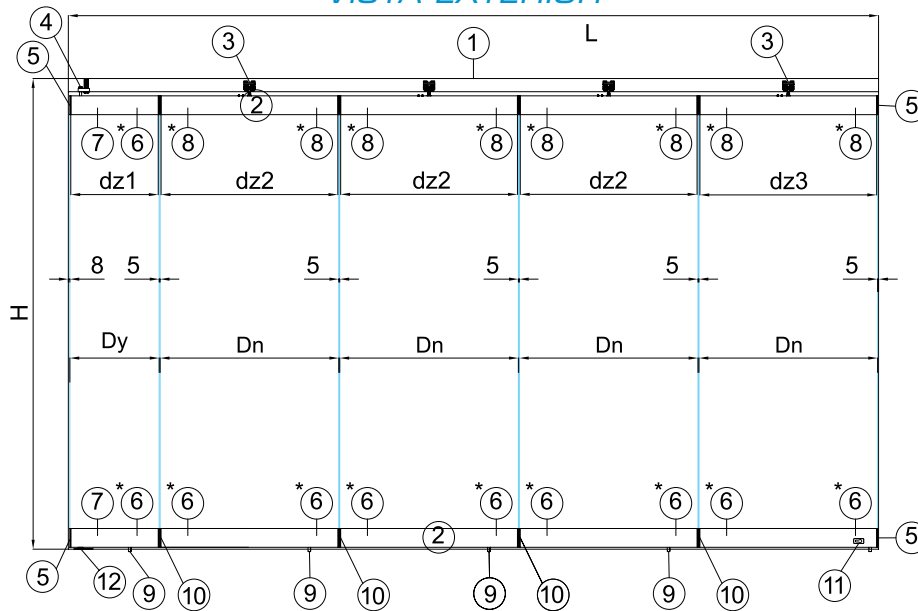 VISTA EXTERIOR
L
4 3 1 3
5 2 5
7 *6 *8 *8 *8 *8 *8 *8 *8 *8
dz1 dz2 dz2 dz2 dz3
8 5 5 5 5 5
H
Dy Dn Dn Dn Dn
7 *6 *6 *6 *6 *6 *6 *6 *6 *6
2 5
5 12 9 10 9 10 9 10 9 10 11